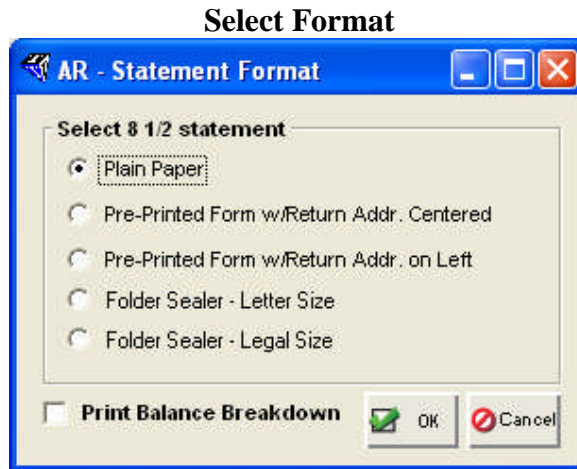 Select Format
AR - Statement Format
Select 8 1/2 statement
Plain Paper
Pre-Printed Form w/Return Addr. Centered
Pre-Printed Form w/Return Addr. on Left
Folder Sealer - Letter Size
Folder Sealer - Legal Size
Print Balance Breakdown
OK
Cancel